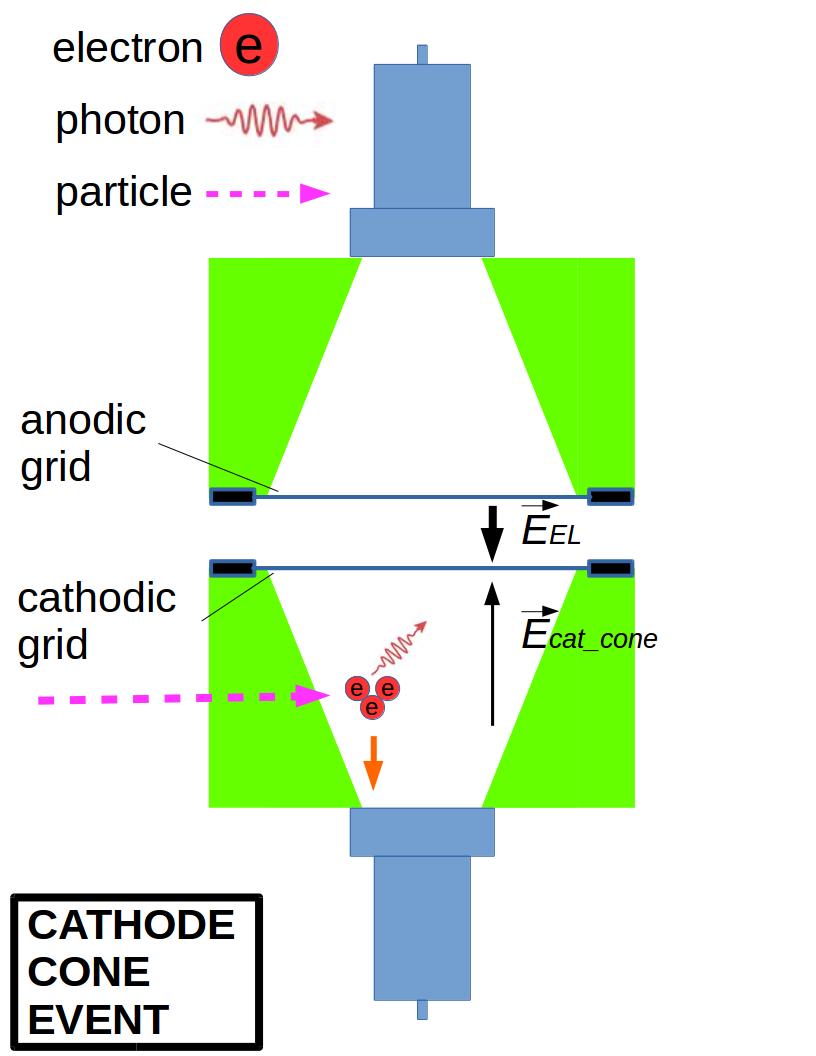 electron e
photon
particle
anodic
grid
E EL
cathodic
grid
E cat_cone
e e
e
CATHODE
CONE
EVENT